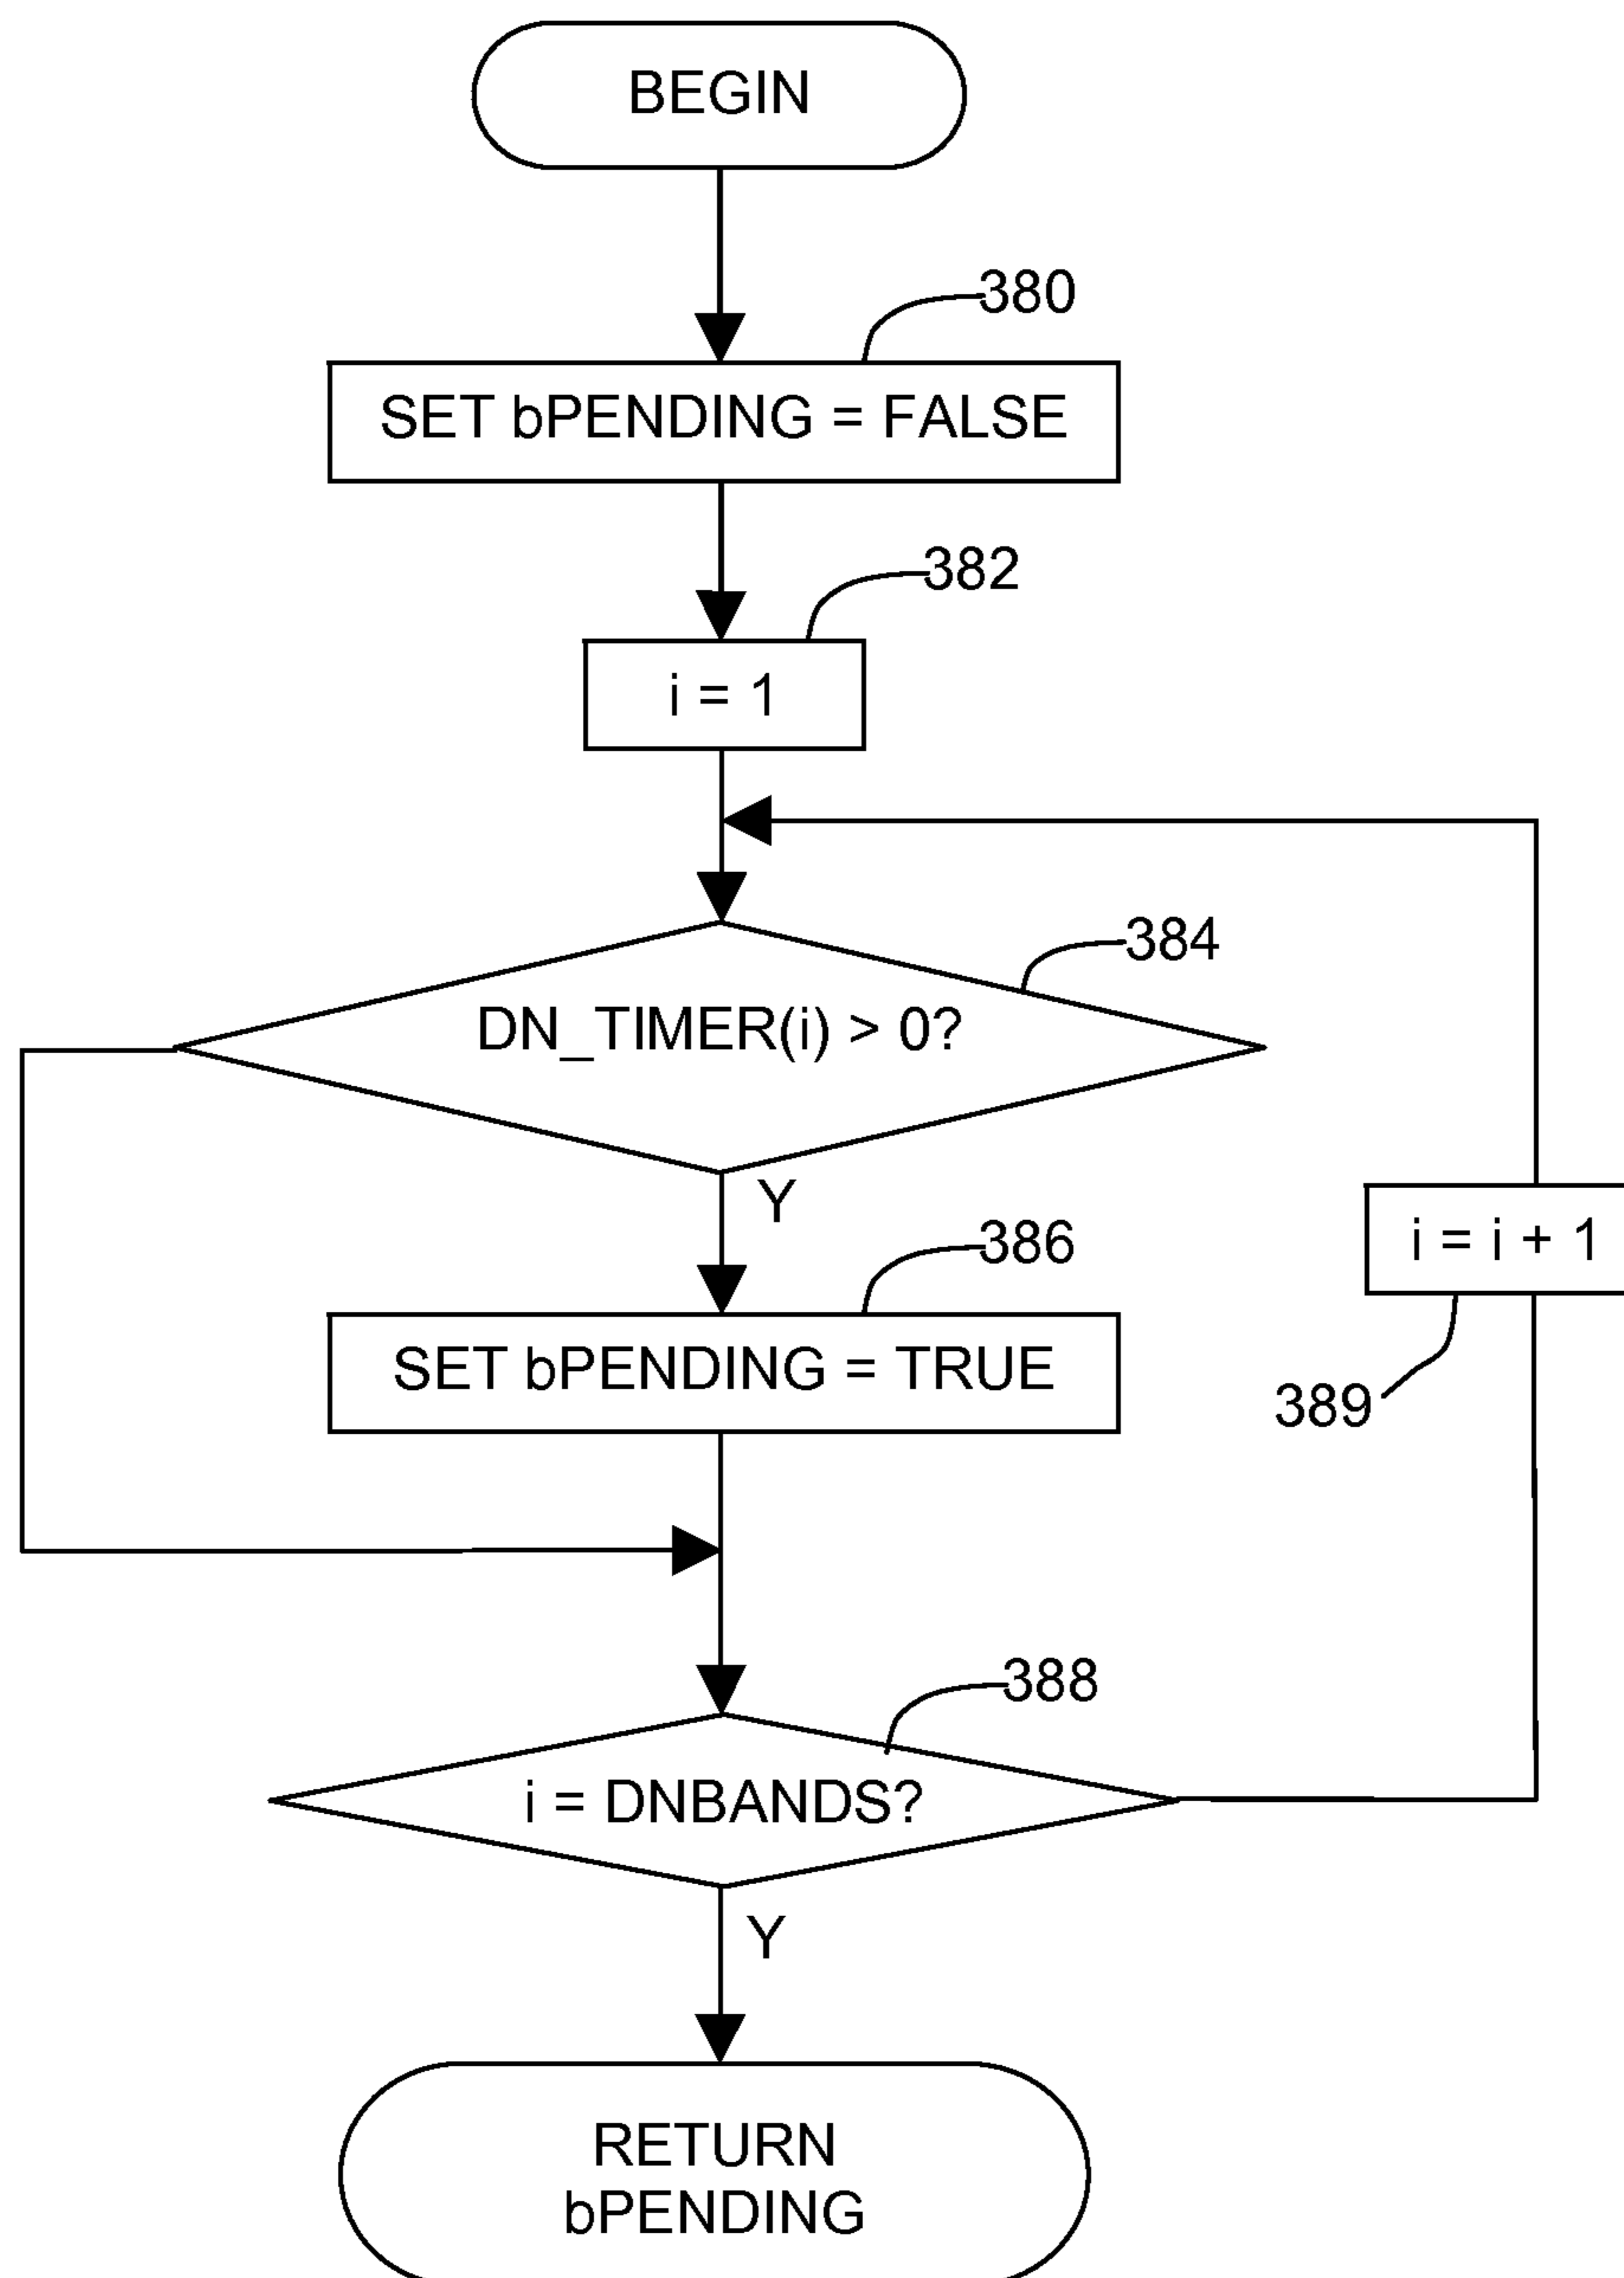 BEGIN
380
SET bPENDING = FALSE
382
i = 1
384
DN_TIMER(i) > 0?
Y
386
i = i + 1
SET bPENDING = TRUE
389
388
i = DNBANDS?
Y
RETURN
bPENDING